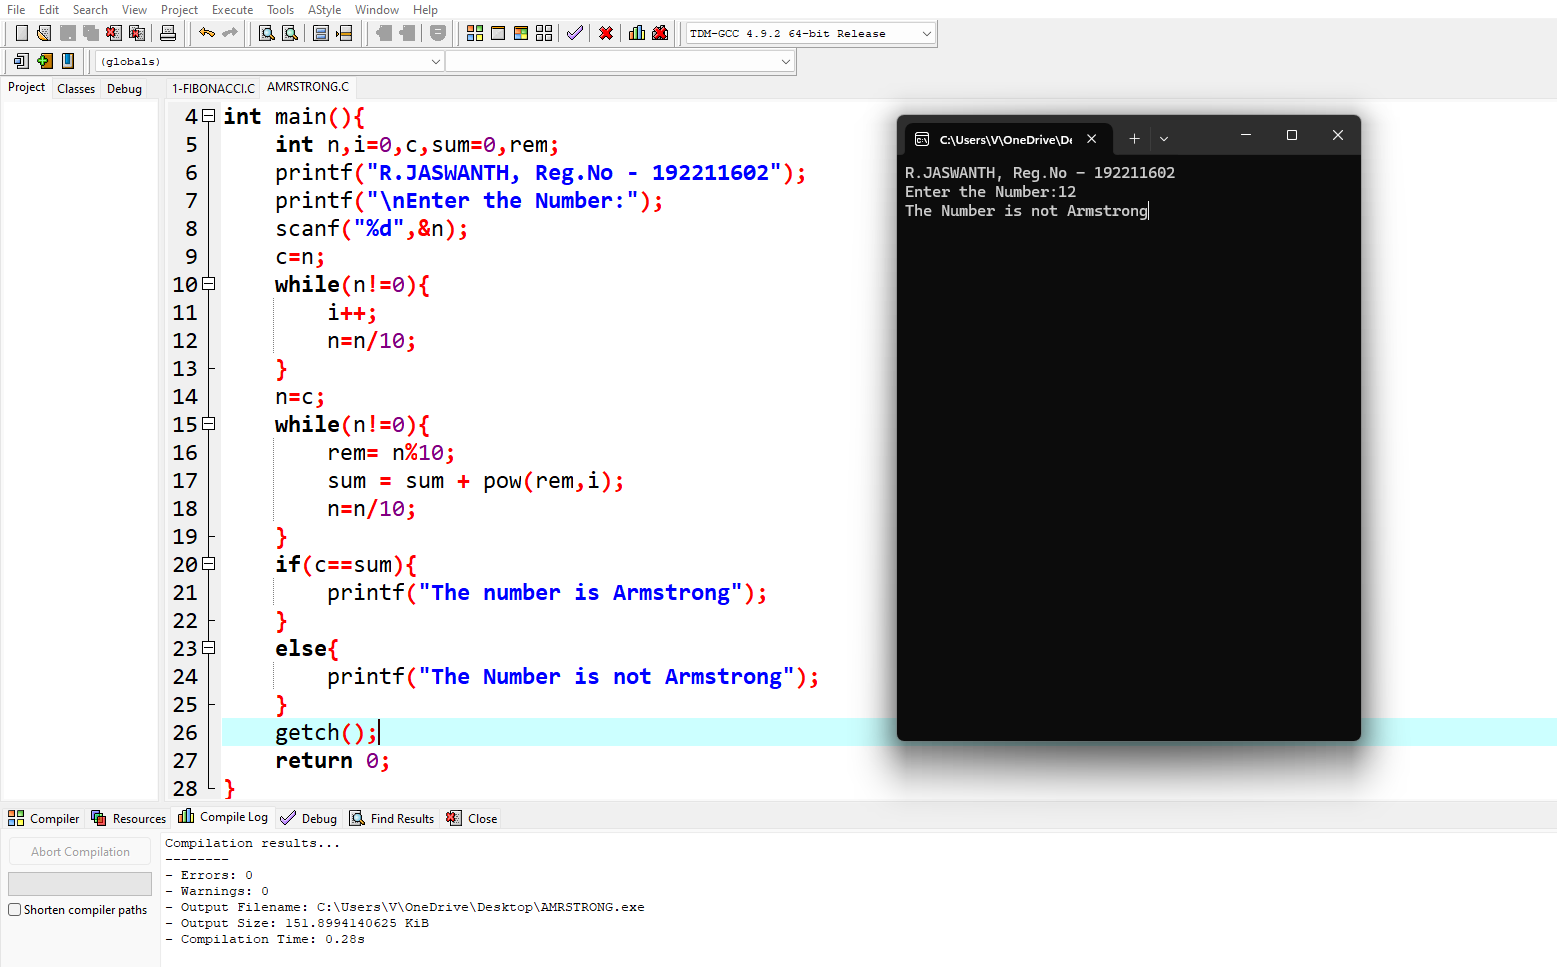 File Edit Search View Project Execute Tools AStyle Window Help
TDM-GCC 4.9.2 64-bit Release
(globals)
Project Classes Debug
1-FIBONACCI.C AMRSTRONG.C
4 int main(){
5 int n,i=0,c,sum=0,rem;
6 printf("R.JASWANTH, Reg.No - 192211602");
7 printf("\nEnter the Number:");
8 scanf("%d",&n);
9 c=n;
10 while(n!=0){
11 i++;
12 n=n/10;
13 }
14 n=c;
15 while(n!=0){
16 rem= n%10;
17 sum = sum + pow(rem,i);
18 n=n/10;
19 }
20 if(c==sum){
21 printf("The number is Armstrong");
22 }
23 else{
24 printf("The Number is not Armstrong");
25 }
26 getch();
27 return 0;
28 }
C:\Users\V\OneDrive\De
R.JASWANTH, Reg.No - 192211602
Enter the Number:12
The Number is not Armstrong
Compiler Resources Compile Log Debug Find Results Close
Abort Compilation
Shorten compiler paths
Compilation results...
--------
- Errors: 0
- Warnings: 0
- Output Filename: C:\Users\V\OneDrive\Desktop\AMRSTRONG.exe
- Output Size: 151.8994140625 KiB
- Compilation Time: 0.28s